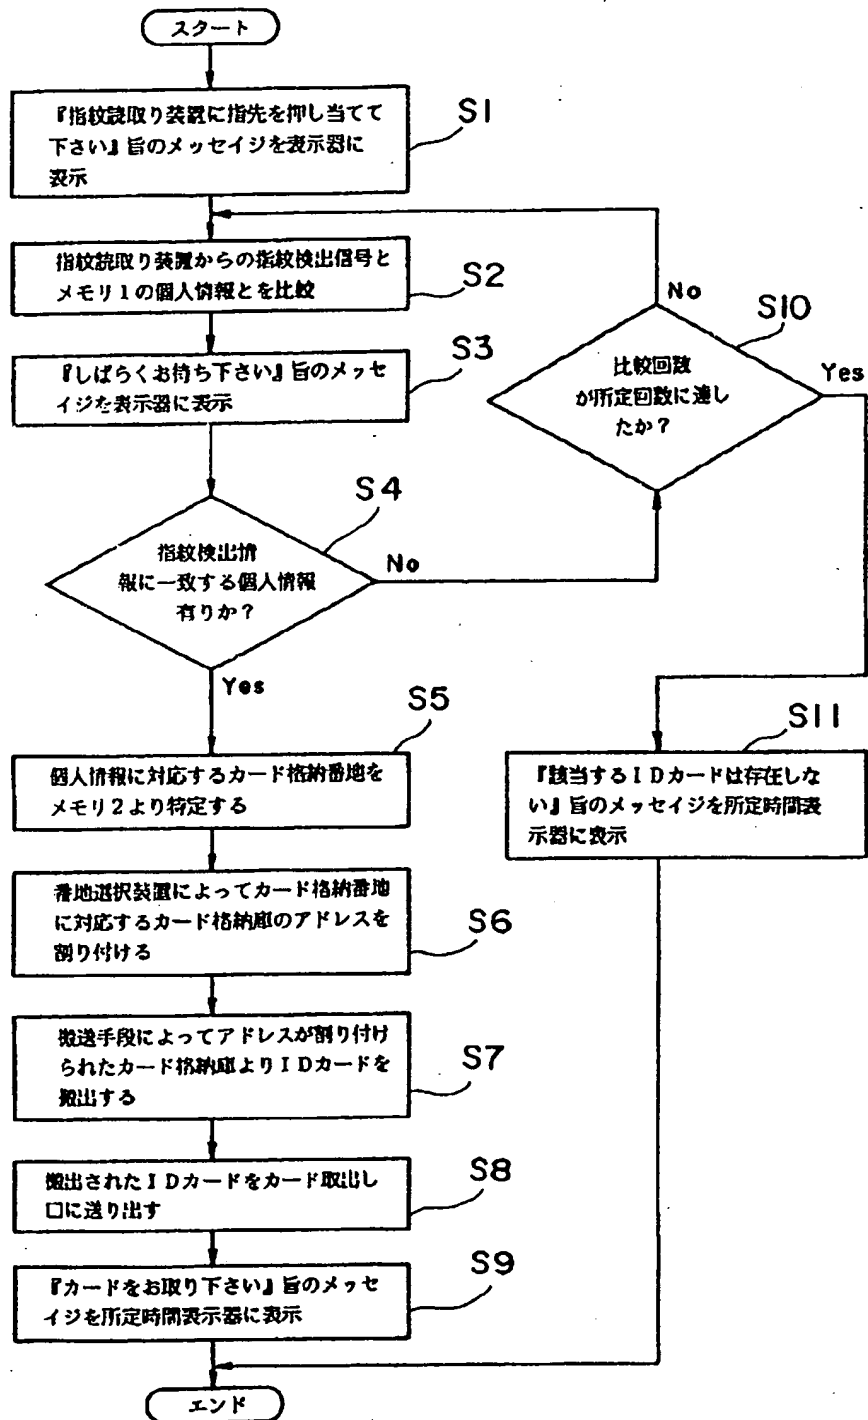 スタート
『指紋読取り装置に指先を押し当てて
下さい』旨のメッセイジを表示器に
表示
S1
指紋読取り装置からの指紋検出信号と
メモリ1の個人情報とを比較
S2
『しばらくお待ち下さい』旨のメッセ
イジを表示器に表示
S3
指紋検出情
報に一致する個人情報
有りか？
S4
No
Yes
比較回数
が所定回数に達し
たか？
S10
No
Yes
個人情報に対応するカード格納番地を
メモリ2より特定する
S5
番地選択装置によってカード格納番地
に対応するカード格納庫のアドレスを
割り付ける
S6
搬送手段によってアドレスが割り付け
られたカード格納庫よりIDカードを
搬出する
S7
搬出されたIDカードをカード取出し
口に送り出す
S8
『カードをお取り下さい』旨のメッセ
イジを所定時間表示器に表示
S9
『該当するIDカードは存在しな
い』旨のメッセイジを所定時間表
示器に表示
S11
エンド